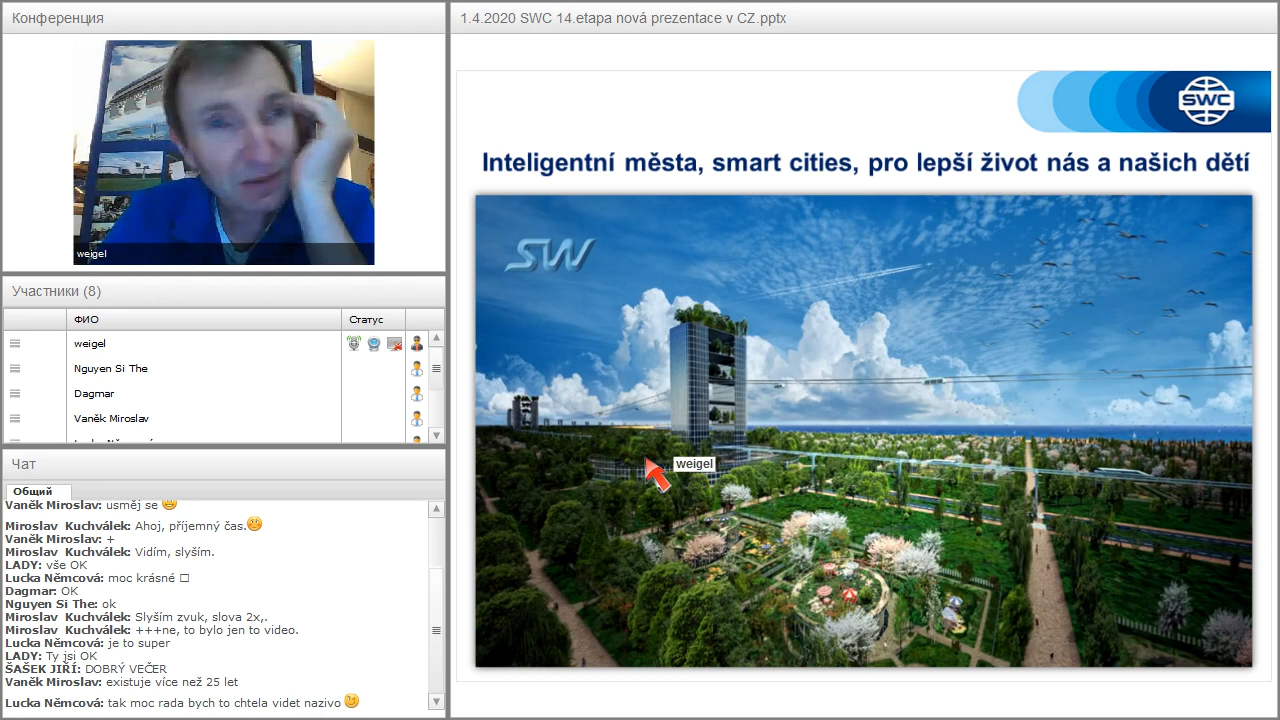 Конференция
weigel
Участники (8)
ФИО
Статус
weigel
Nguyen Si The
Dagmar
Vaněk Miroslav
Чат
Общий
Vaněk Miroslav: usměj se
Miroslav Kuchválek: Ahoj, příjemný čas.
Vaněk Miroslav: +
Miroslav Kuchválek: Vidím, slyším.
LADY: vše OK
Lucka Němcová: moc krásné
Dagmar: OK
Nguyen Si The: ok
Miroslav Kuchválek: Slyším zvuk, slova 2x,.
Miroslav Kuchválek: +++ne, to bylo jen to video.
Lucka Němcová: je to super
LADY: Ty jsi OK
ŠAŠEK JIŘÍ: DOBRÝ VEČER
Vaněk Miroslav: existuje více než 25 let
Lucka Němcová: tak moc rada bych to chtela videt nazivo
1.4.2020 SWC 14.etapa nová prezentace v CZ.pptx
SWC
Inteligentní města, smart cities, pro lepší život nás a našich dětí
SW
weigel